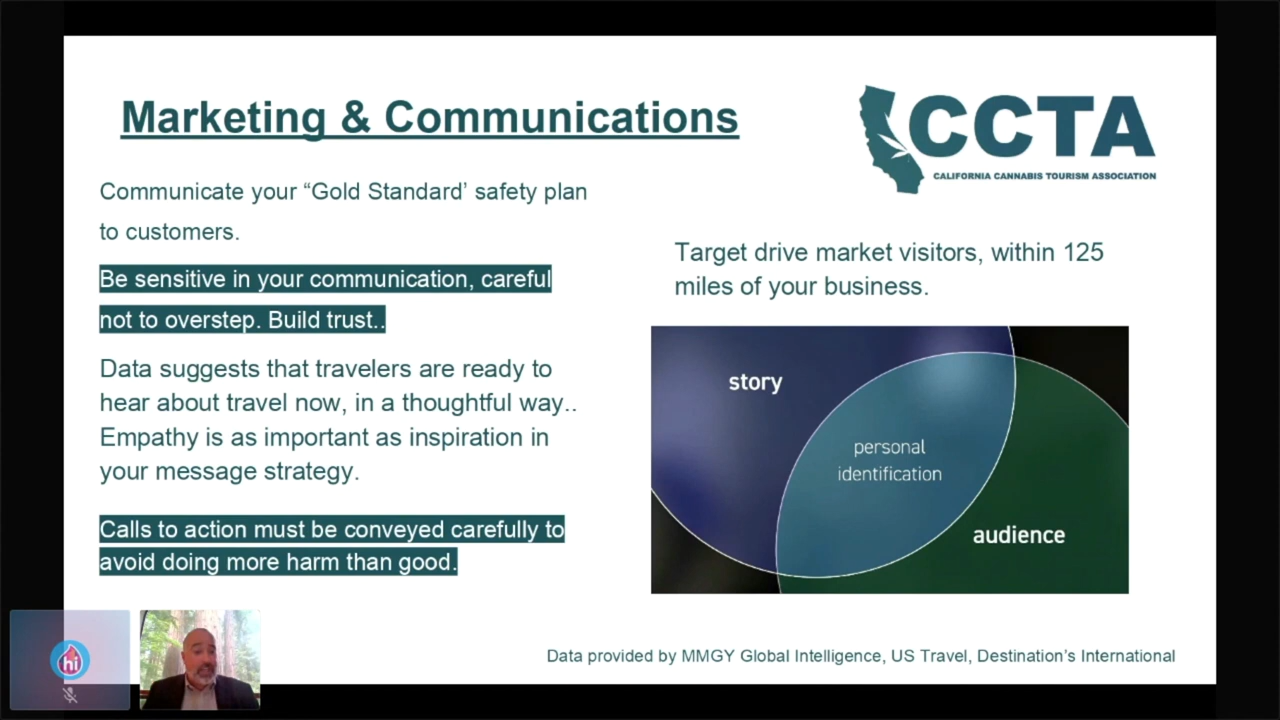 Marketing & Communications
CCTA
CALIFORNIA CANNABIS TOURISM ASSOCIATION
Communicate your “Gold Standard’ safety plan
to customers.
Be sensitive in your communication, careful
not to overstep. Build trust..
Data suggests that travelers are ready to
hear about travel now, in a thoughtful way..
Empathy is as important as inspiration in
your message strategy.
Calls to action must be conveyed carefully to
avoid doing more harm than good.
Target drive market visitors, within 125
miles of your business.
story
personal
identification
audience
hi
Data provided by MMGY Global Intelligence, US Travel, Destination’s International